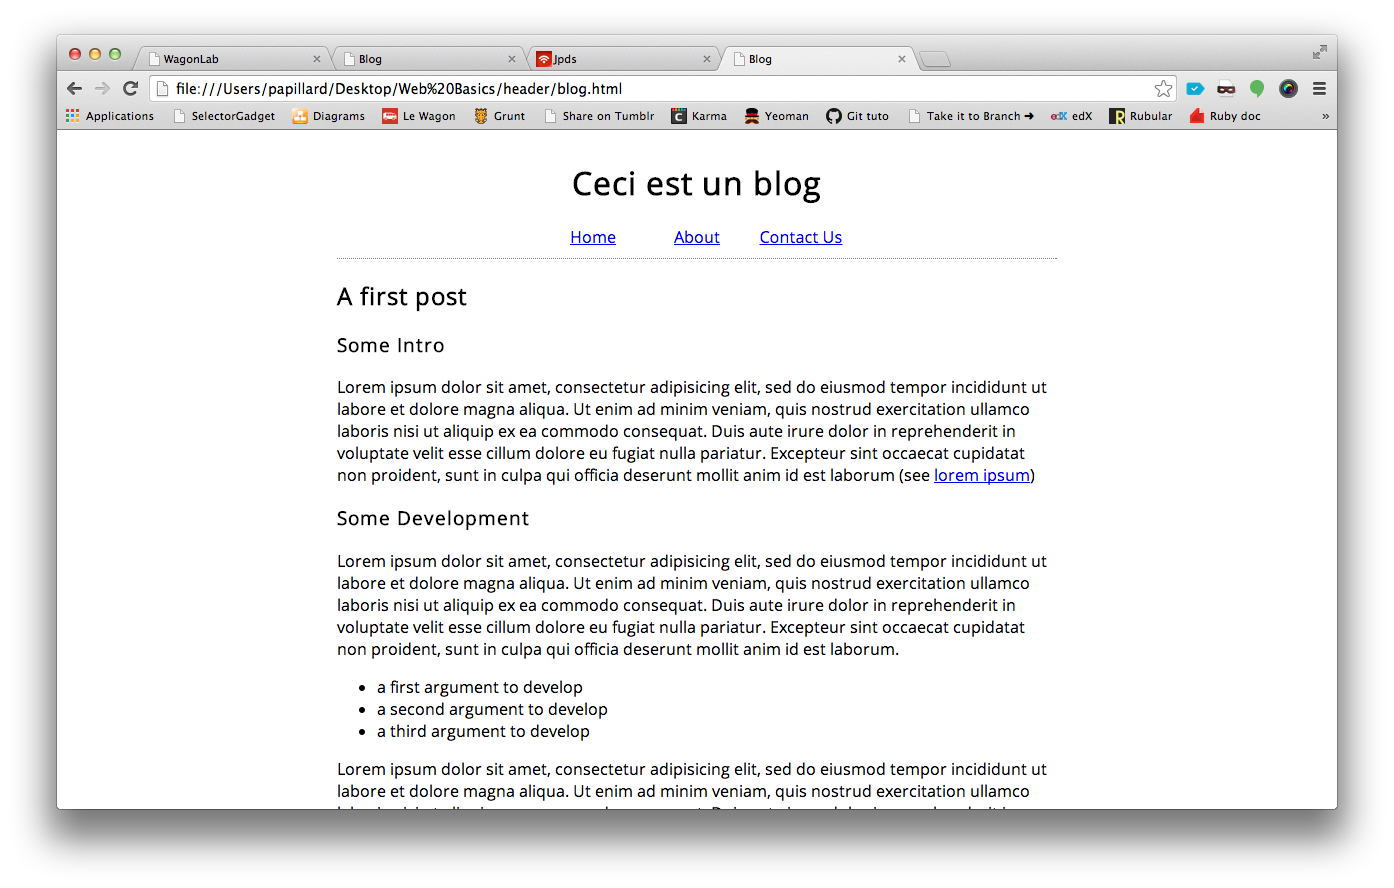 WagonLab
Blog
Jpds
Blog
file:///Users/papillard/Desktop/Web%20Basics/header/blog.html
Applications SelectorGadget Diagrams Le Wagon Grunt Share on Tumblr Karma Yeoman Git tuto Take it to Branch ➜ edX Rubular Ruby doc »
Ceci est un blog
Home About Contact Us
A first post
Some Intro
Lorem ipsum dolor sit amet, consectetur adipisicing elit, sed do eiusmod tempor incididunt ut
labore et dolore magna aliqua. Ut enim ad minim veniam, quis nostrud exercitation ullamco
laboris nisi ut aliquip ex ea commodo consequat. Duis aute irure dolor in reprehenderit in
voluptate velit esse cillum dolore eu fugiat nulla pariatur. Excepteur sint occaecat cupidatat
non proident, sunt in culpa qui officia deserunt mollit anim id est laborum (see lorem ipsum)
Some Development
Lorem ipsum dolor sit amet, consectetur adipisicing elit, sed do eiusmod tempor incididunt ut
labore et dolore magna aliqua. Ut enim ad minim veniam, quis nostrud exercitation ullamco
laboris nisi ut aliquip ex ea commodo consequat. Duis aute irure dolor in reprehenderit in
voluptate velit esse cillum dolore eu fugiat nulla pariatur. Excepteur sint occaecat cupidatat
non proident, sunt in culpa qui officia deserunt mollit anim id est laborum.
• a first argument to develop
• a second argument to develop
• a third argument to develop
Lorem ipsum dolor sit amet, consectetur adipisicing elit, sed do eiusmod tempor incididunt ut
labore et dolore magna aliqua. Ut enim ad minim veniam, quis nostrud exercitation ullamco